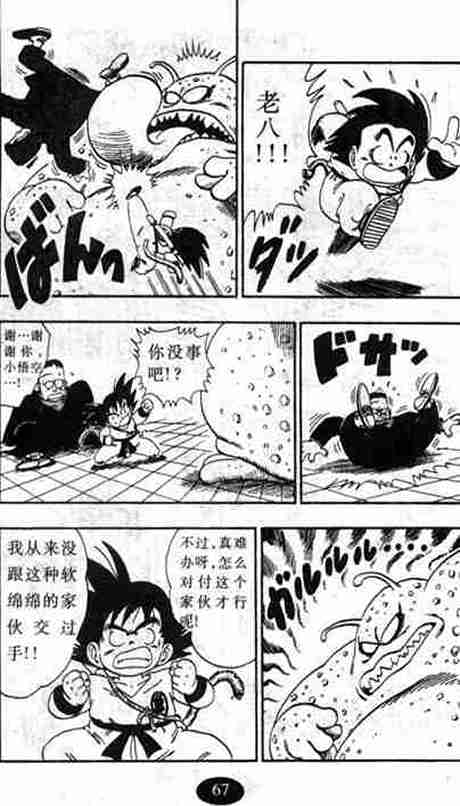 老
八
!!!
ダッ
ばんっ
ドサッ
你没事
吧!?
谢…谢
谢你，
小悟空
…!
ガルルルル……
不过，真难
办呀，怎么
对付这个
家伙才行
呢!
我从来没
跟这种软
绵绵的家
伙交过
手!!
67